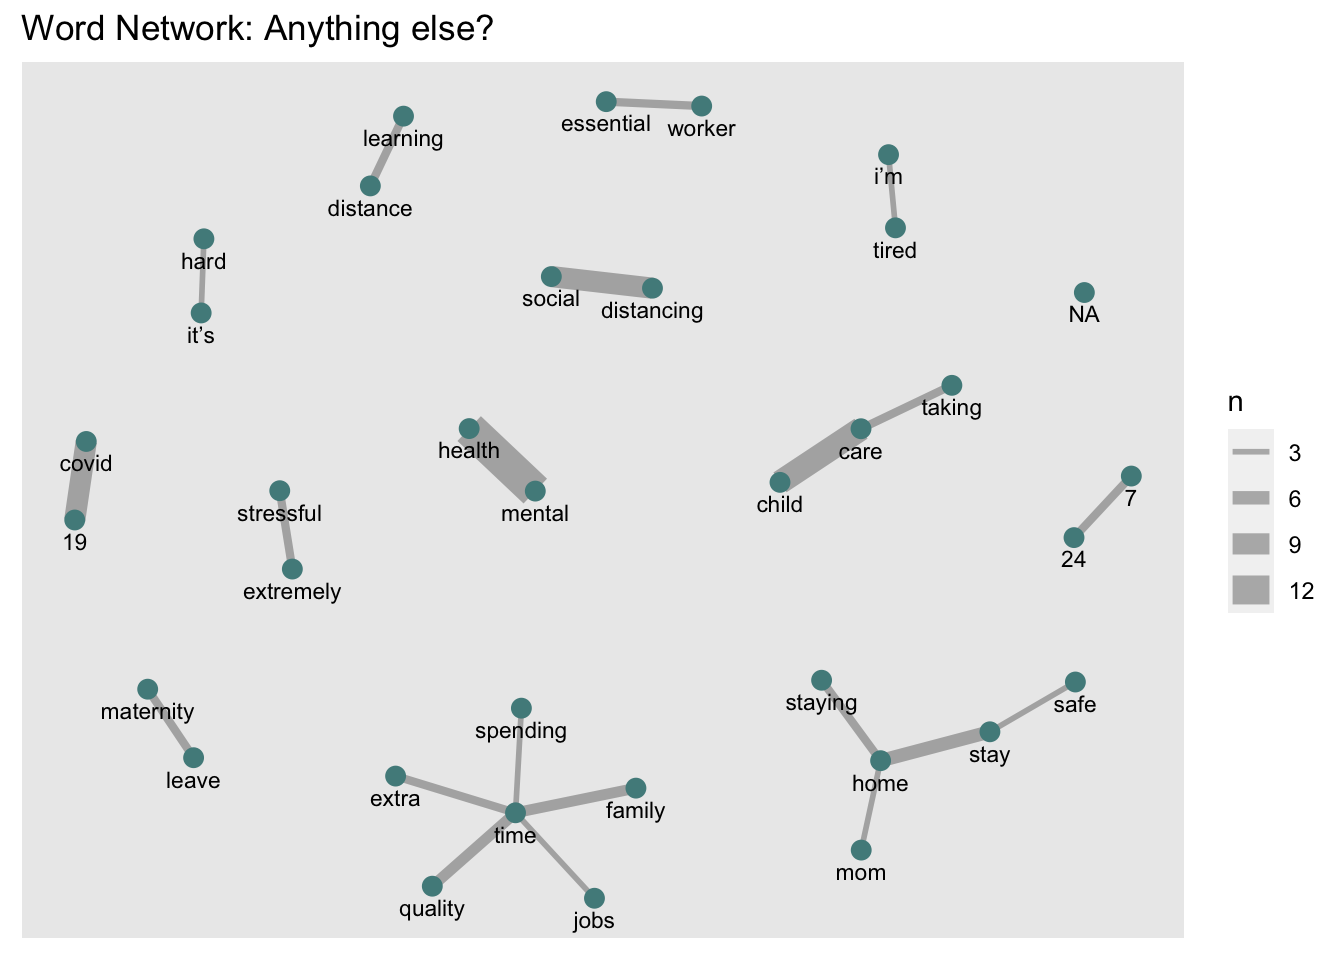 Word Network: Anything else?
essential
worker
learning
i’m
distance
tired
hard
social
distancing
NA
it’s
taking
health
care
covid
7
child
stressful
mental
19
24
extremely
staying
safe
maternity
spending
stay
leave
home
extra
family
time
mom
quality
jobs
n
3
6
9
12